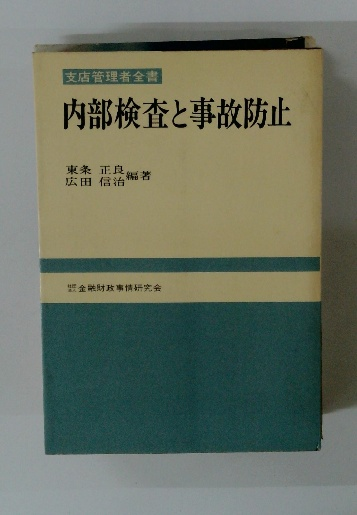 支店管理者全書
内部検査と事故防止
東条 正良
広田 信治 編著
金融財政事情研究会